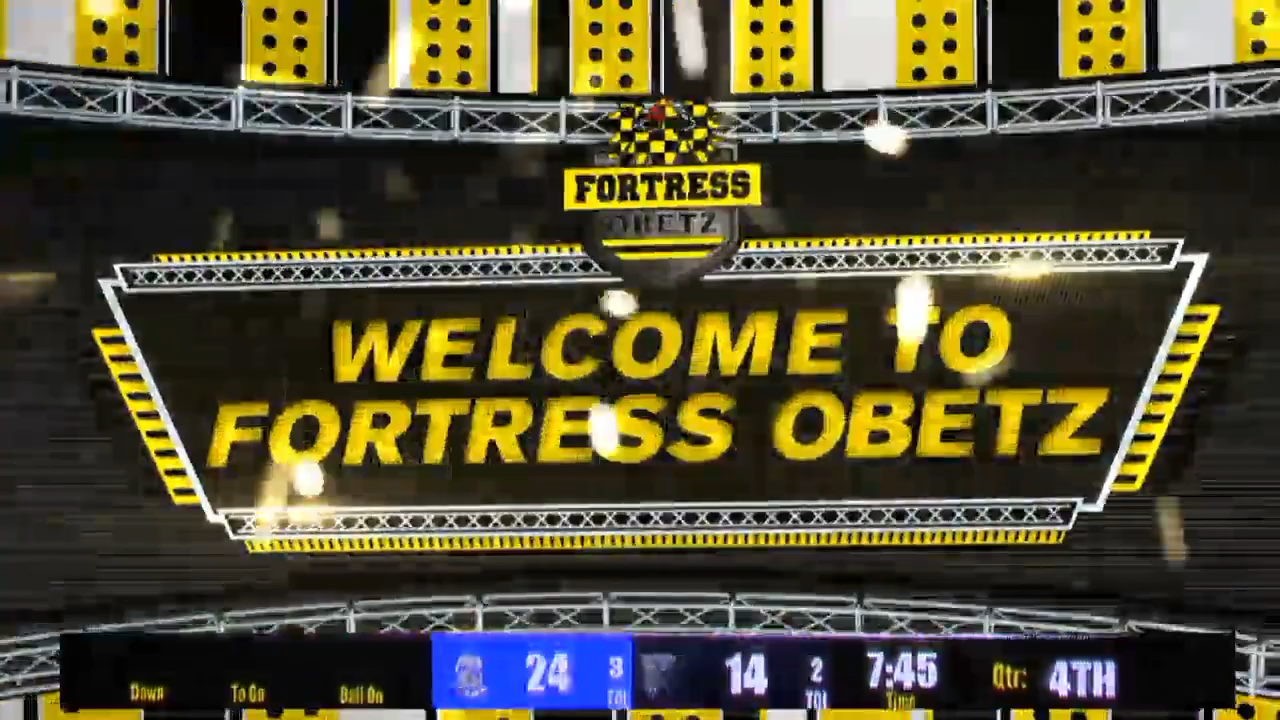 FORTRESS
OBETZ
WELCOME TO
FORTRESS OBETZ
Down To Go Ball On 24 3 TOL 14 2 TOL 7:45 Time Qtr: 4TH